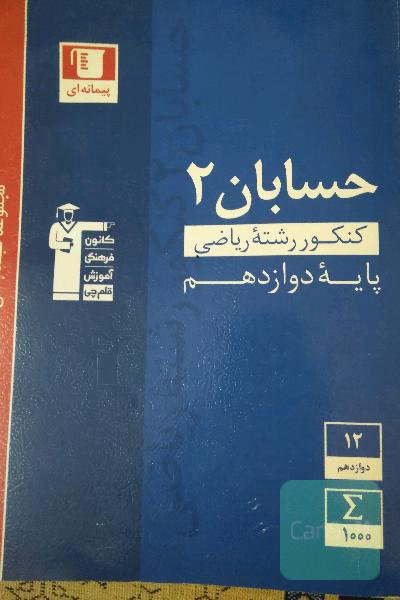 پیمانه‌ای
حسابان ۲
کنکور رشتهٔ ریاضی
پایهٔ دوازدهم
کانون
فرهنگی
آموزش
قلم‌چی
۱۲
دوازدهم
Σ
۱۰۰۰